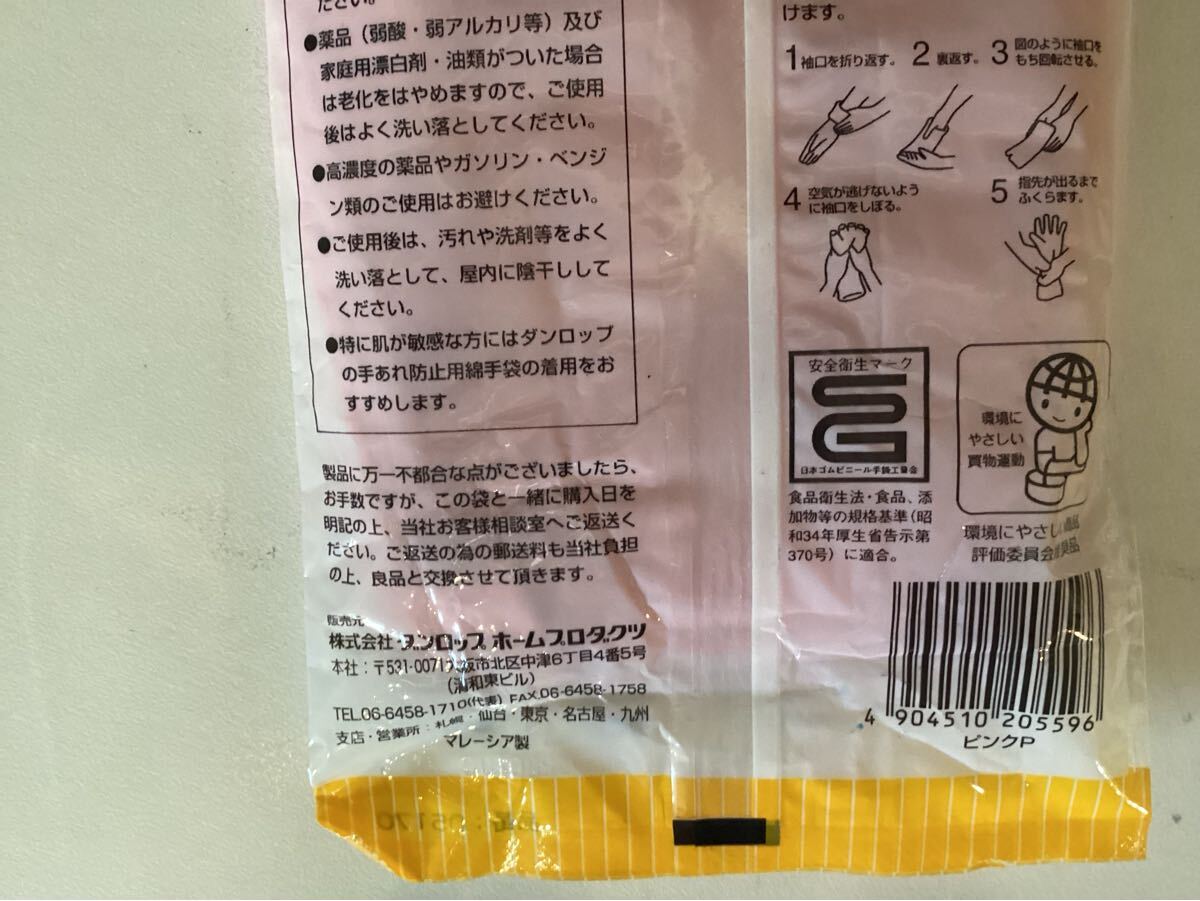 ださい。
●薬品（弱酸・弱アルカリ等）及び
家庭用漂白剤・油類がついた場合
は老化をはやめますので、ご使用
後はよく洗い落としてください。
●高濃度の薬品やガソリン・ベンジ
ン類のご使用はお避けください。
●ご使用後は、汚れや洗剤等をよく
洗い落として、屋内に陰干しして
ください。
●特に肌が敏感な方にはダンロップ
の手あれ防止用綿手袋の着用をお
すすめします。
製品に万一不都合な点がございましたら、
お手数ですが、この袋と一緒に購入日を
明記の上、当社お客様相談室へご返送く
ださい。ご返送の為の郵送料も当社負担
の上、良品と交換させて頂きます。
販売元
株式会社 ダンロップ ホームプロダクツ
本社：〒531-0071大阪市北区中津6丁目4番5号
(浦和東ビル)
TEL.06-6458-1710(代表) FAX.06-6458-1758
支店・営業所：札幌・仙台・東京・名古屋・九州
マレーシア製
けます。
1 袖口を折り返す。 2 裏返す。 3 図のように袖口を
もち回転させる。
4 空気が逃げないよう
に袖口をしぼる。
5 指先が出るまで
ふくらます。
安全衛生マーク
SG
日本ゴムビニール手袋工業会
食品衛生法・食品、添
加物等の規格基準（昭
和34年厚生省告示第
370号）に適合。
環境に
やさしい
買物運動
環境にやさしい商品
評価委員会推奨品
4 904510 205596
ピンクP